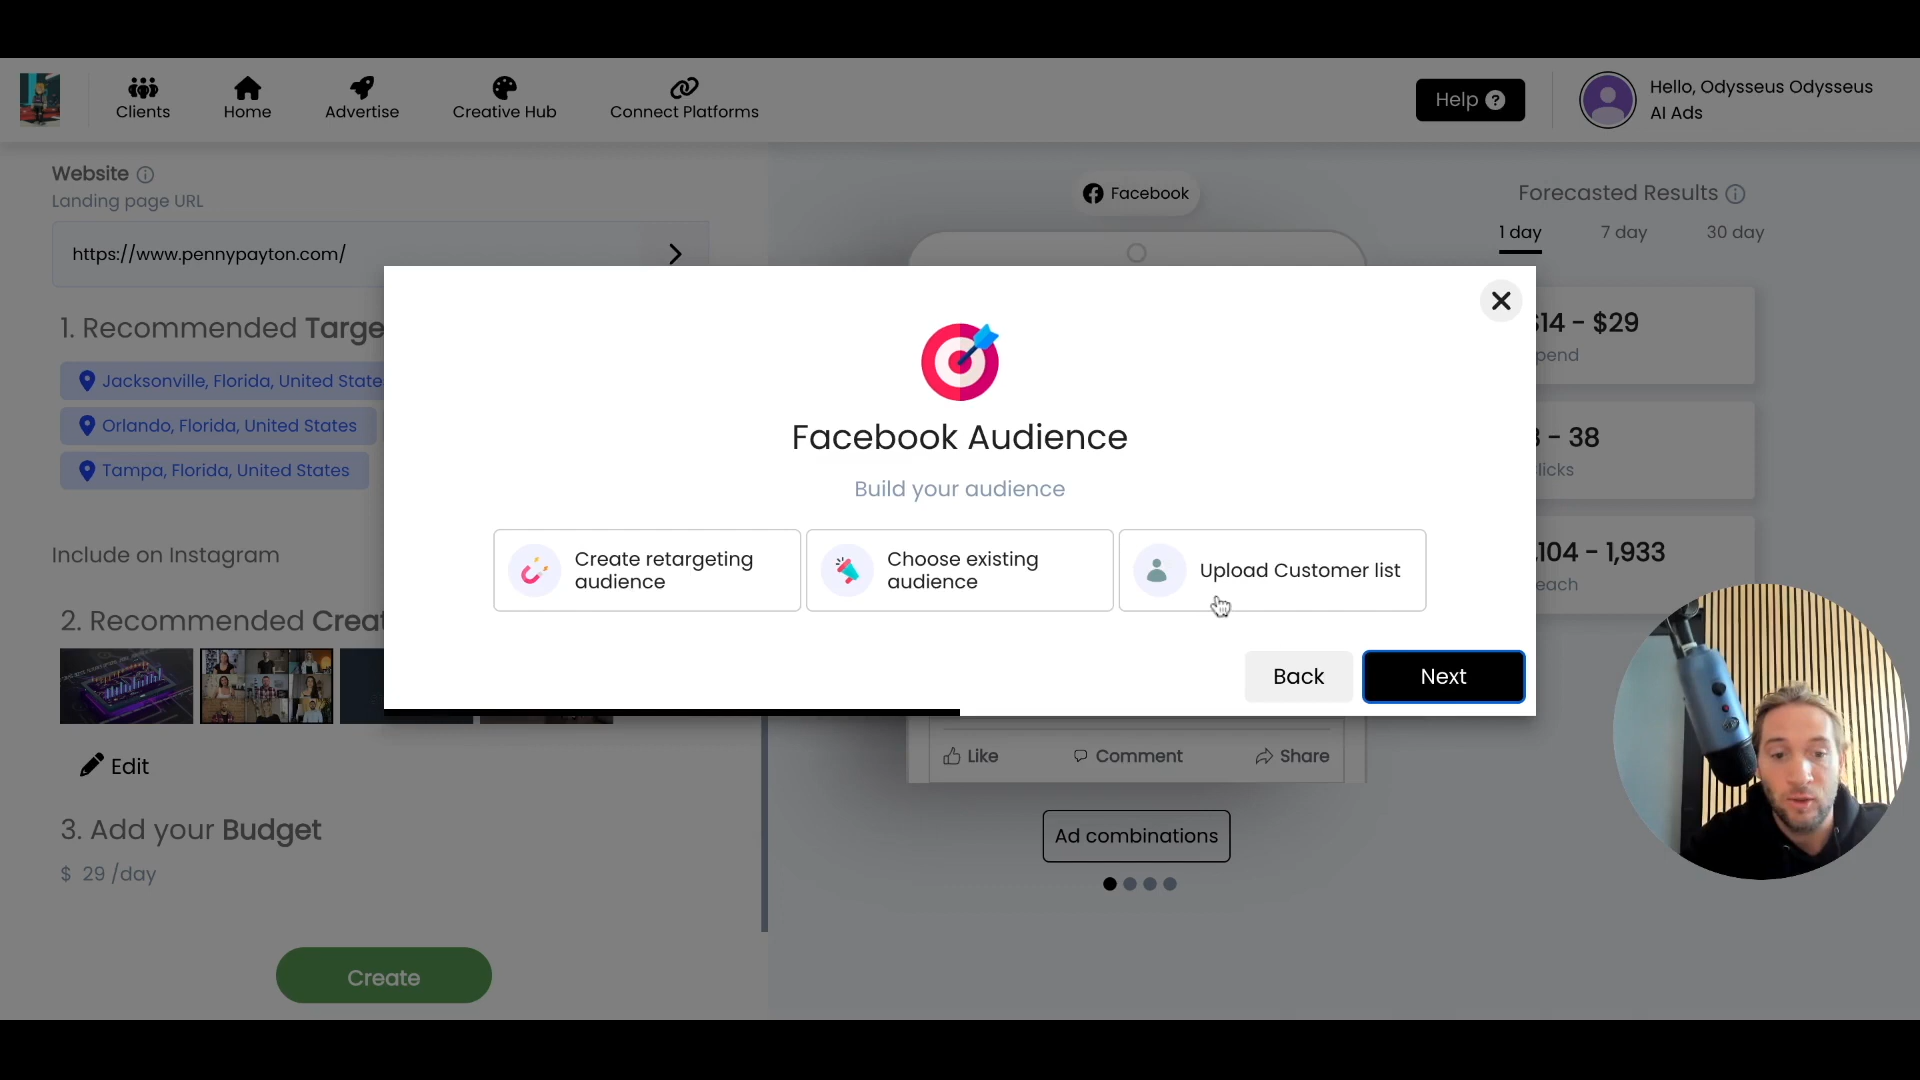 Clients
Home
Advertise
Creative Hub
Connect Platforms
Help ?
Hello, Odysseus Odysseus
AI Ads
Website
Landing page URL
https://www.pennypayton.com/
1. Recommended Targe
Jacksonville, Florida, United State
Orlando, Florida, United States
Tampa, Florida, United States
Include on Instagram
2. Recommended Creat
Edit
3. Add your Budget
$ 29 /day
Create
Facebook
Facebook Audience
Build your audience
Create retargeting
audience
Choose existing
audience
Upload Customer list
Back
Next
Like
Comment
Share
Ad combinations
Forecasted Results
1 day
7 day
30 day
$14 - $29
pend
- 38
licks
104 - 1,933
each